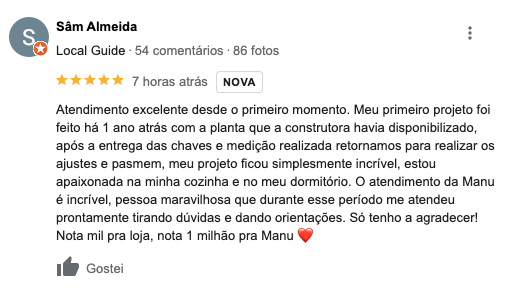 S
Sâm Almeida
Local Guide · 54 comentários · 86 fotos
7 horas atrás NOVA
Atendimento excelente desde o primeiro momento. Meu primeiro projeto foi
feito há 1 ano atrás com a planta que a construtora havia disponibilizado,
após a entrega das chaves e medição realizada retornamos para realizar os
ajustes e pasmem, meu projeto ficou simplesmente incrível, estou
apaixonada na minha cozinha e no meu dormitório. O atendimento da Manu
é incrível, pessoa maravilhosa que durante esse período me atendeu
prontamente tirando dúvidas e dando orientações. Só tenho a agradecer!
Nota mil pra loja, nota 1 milhão pra Manu ❤️
Gostei